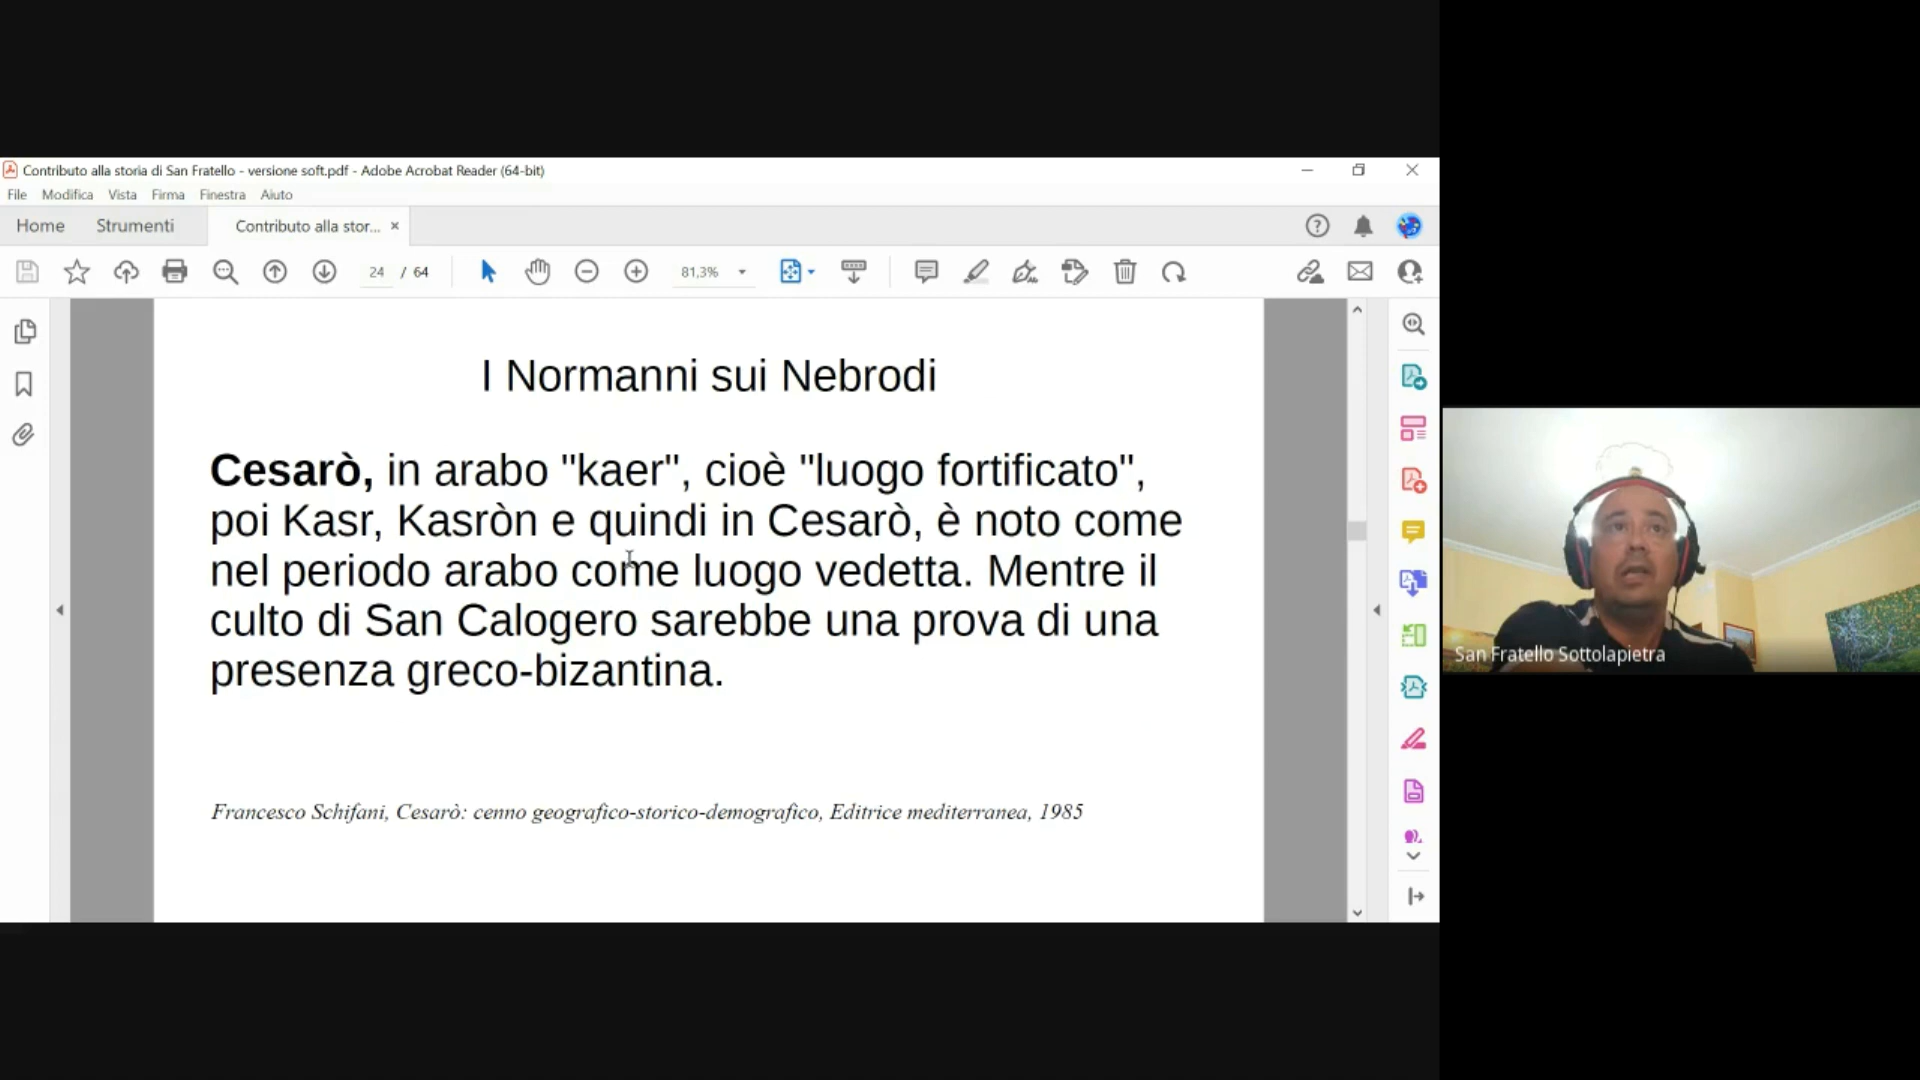 Contributo alla storia di San Fratello - versione soft.pdf - Adobe Acrobat Reader (64-bit)
File Modifica Vista Firma Finestra Aiuto
Home Strumenti Contributo alla stor...
24 / 64 81,3%
I Normanni sui Nebrodi
Cesarò, in arabo "kaer", cioè "luogo fortificato",
poi Kasr, Kasròn e quindi in Cesarò, è noto come
nel periodo arabo come luogo vedetta. Mentre il
culto di San Calogero sarebbe una prova di una
presenza greco-bizantina.
Francesco Schifani, Cesarò: cenno geografico-storico-demografico, Editrice mediterranea, 1985
San Fratello Sottolapietra